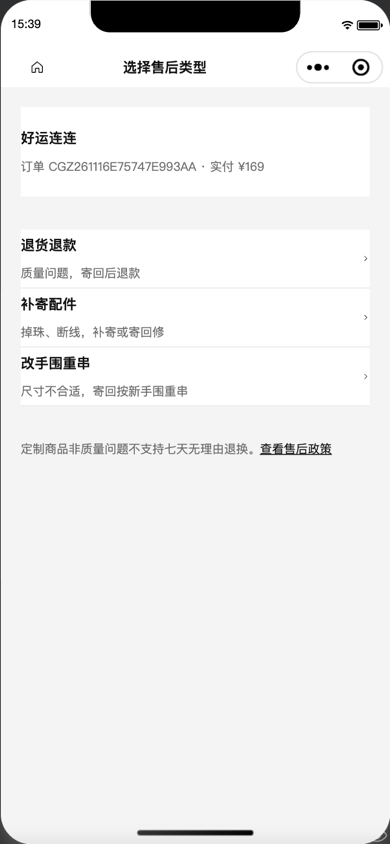 15:39
选择售后类型
好运连连
订单 CGZ261116E75747E993AA · 实付 ¥169
退货退款
质量问题，寄回后退款
补寄配件
掉珠、断线，补寄或寄回修
改手围重串
尺寸不合适，寄回按新手围重串
定制商品非质量问题不支持七天无理由退换。查看售后政策